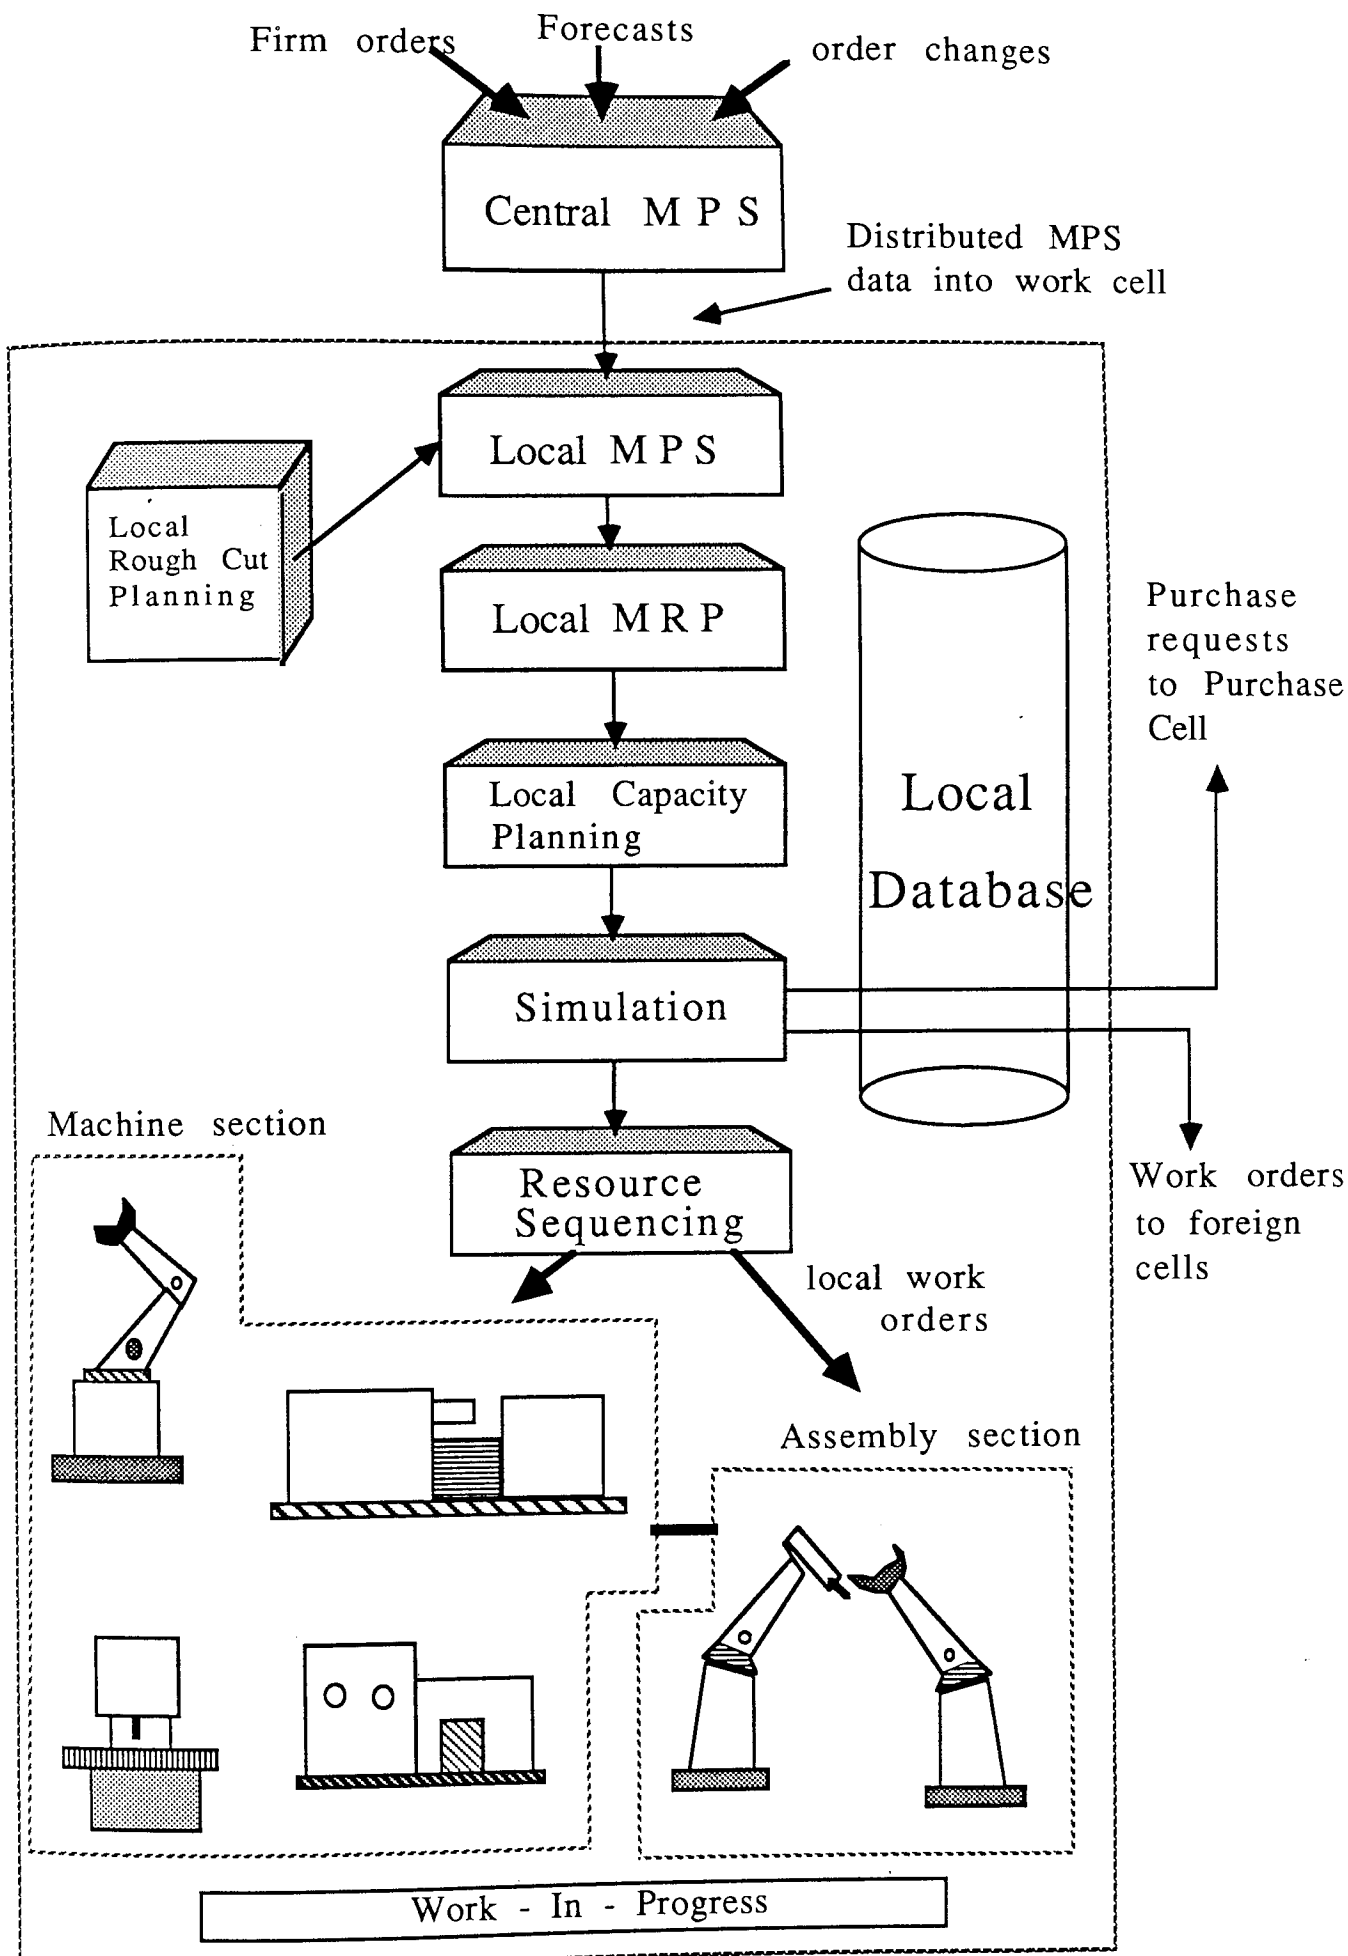 Firm orders
Forecasts
order changes
Central M P S
Distributed MPS
data into work cell
Local M P S
Local
Rough Cut
Planning
Local M R P
Purchase
requests
to Purchase
Cell
Local Capacity
Planning
Local
Database
Simulation
Machine section
Resource
Sequencing
Work orders
to foreign
cells
local work
orders
Assembly section
Work - In - Progress